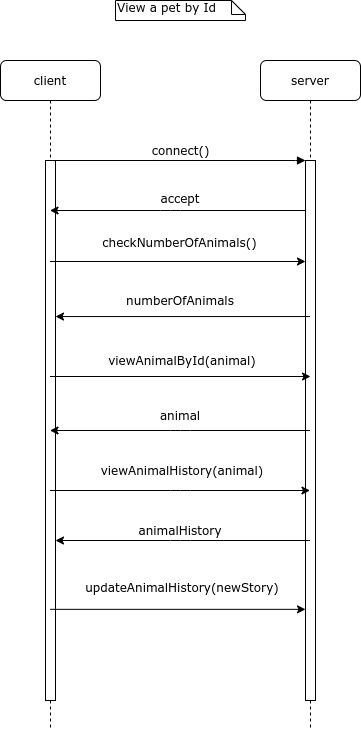 View a pet by Id
client
server
connect()
accept
checkNumberOfAnimals()
numberOfAnimals
viewAnimalById(animal)
animal
viewAnimalHistory(animal)
animalHistory
updateAnimalHistory(newStory)